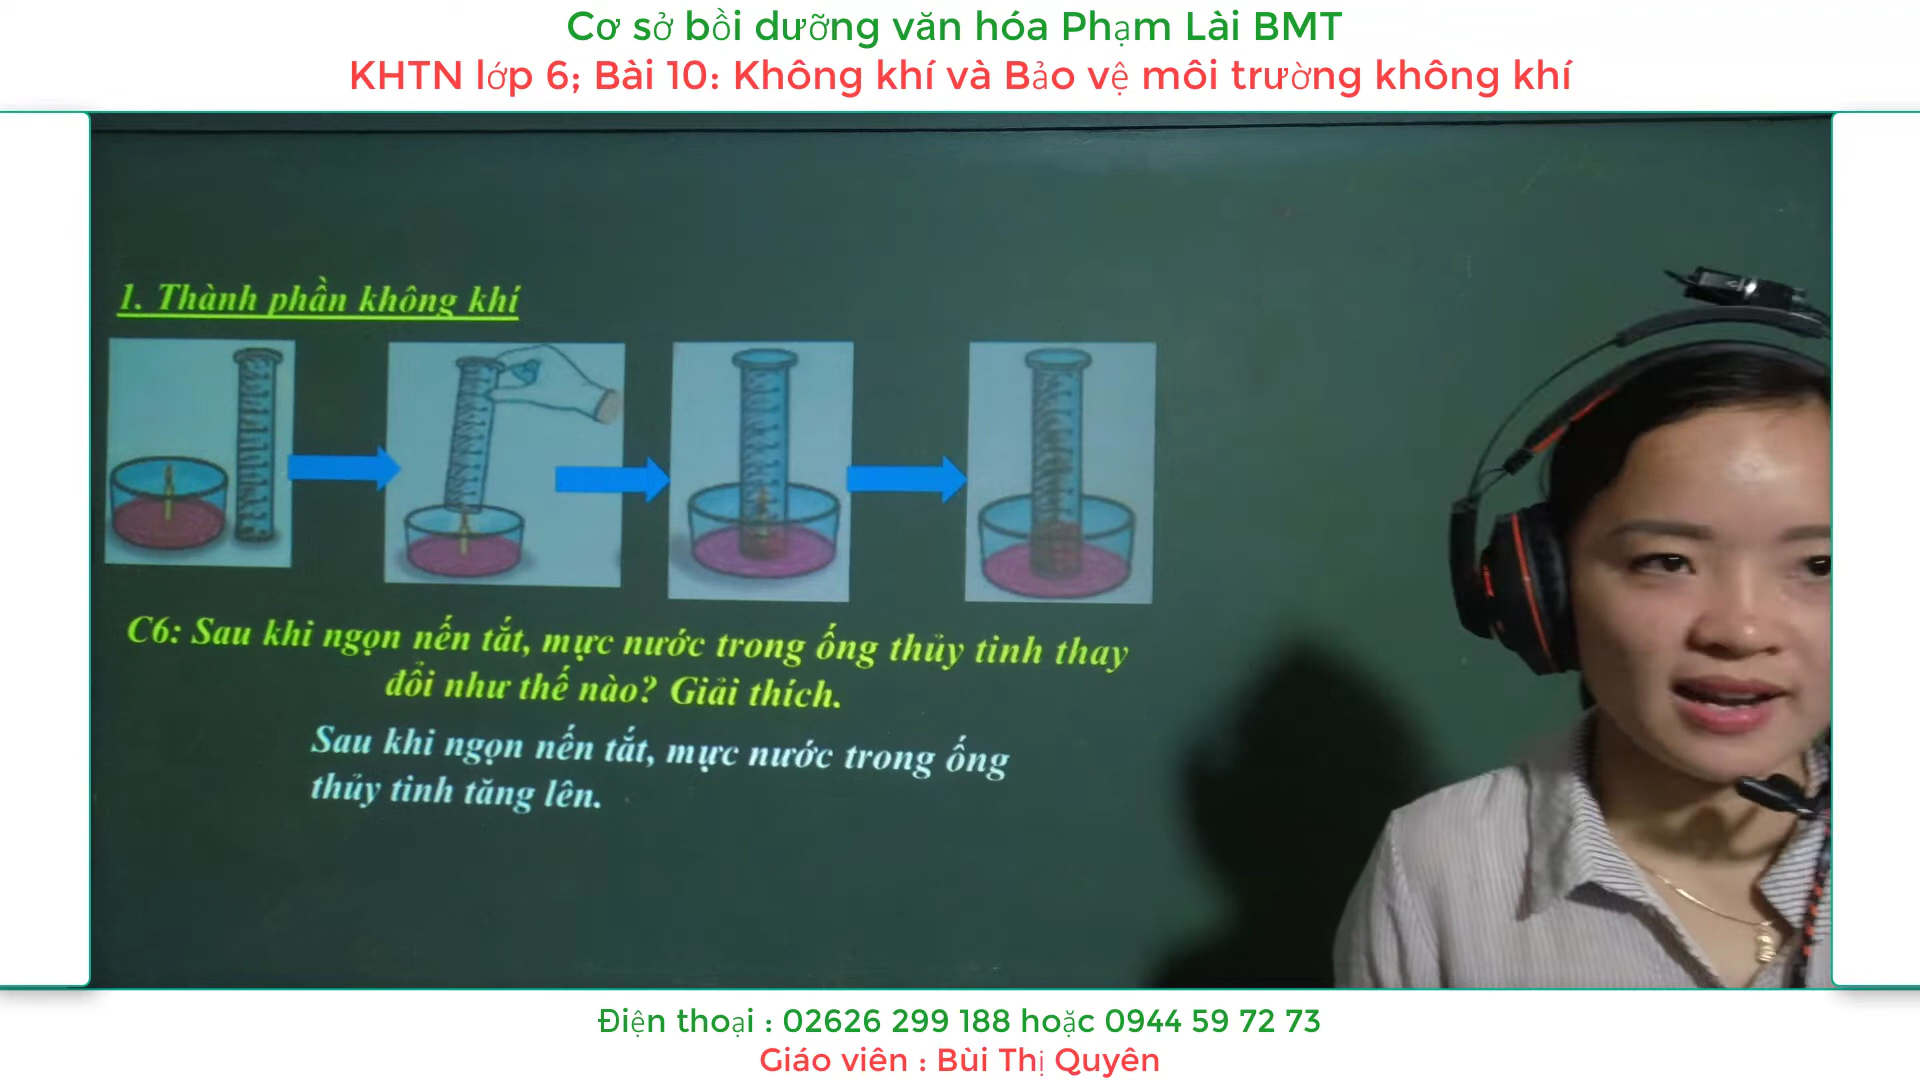 Cơ sở bồi dưỡng văn hóa Phạm Lài BMT
KHTN lớp 6; Bài 10: Không khí và Bảo vệ môi trường không khí
1. Thành phần không khí
C6: Sau khi ngọn nến tắt, mực nước trong ống thủy tinh thay
đổi như thế nào? Giải thích.
Sau khi ngọn nến tắt, mực nước trong ống
thủy tinh tăng lên.
Điện thoại : 02626 299 188 hoặc 0944 59 72 73
Giáo viên : Bùi Thị Quyên